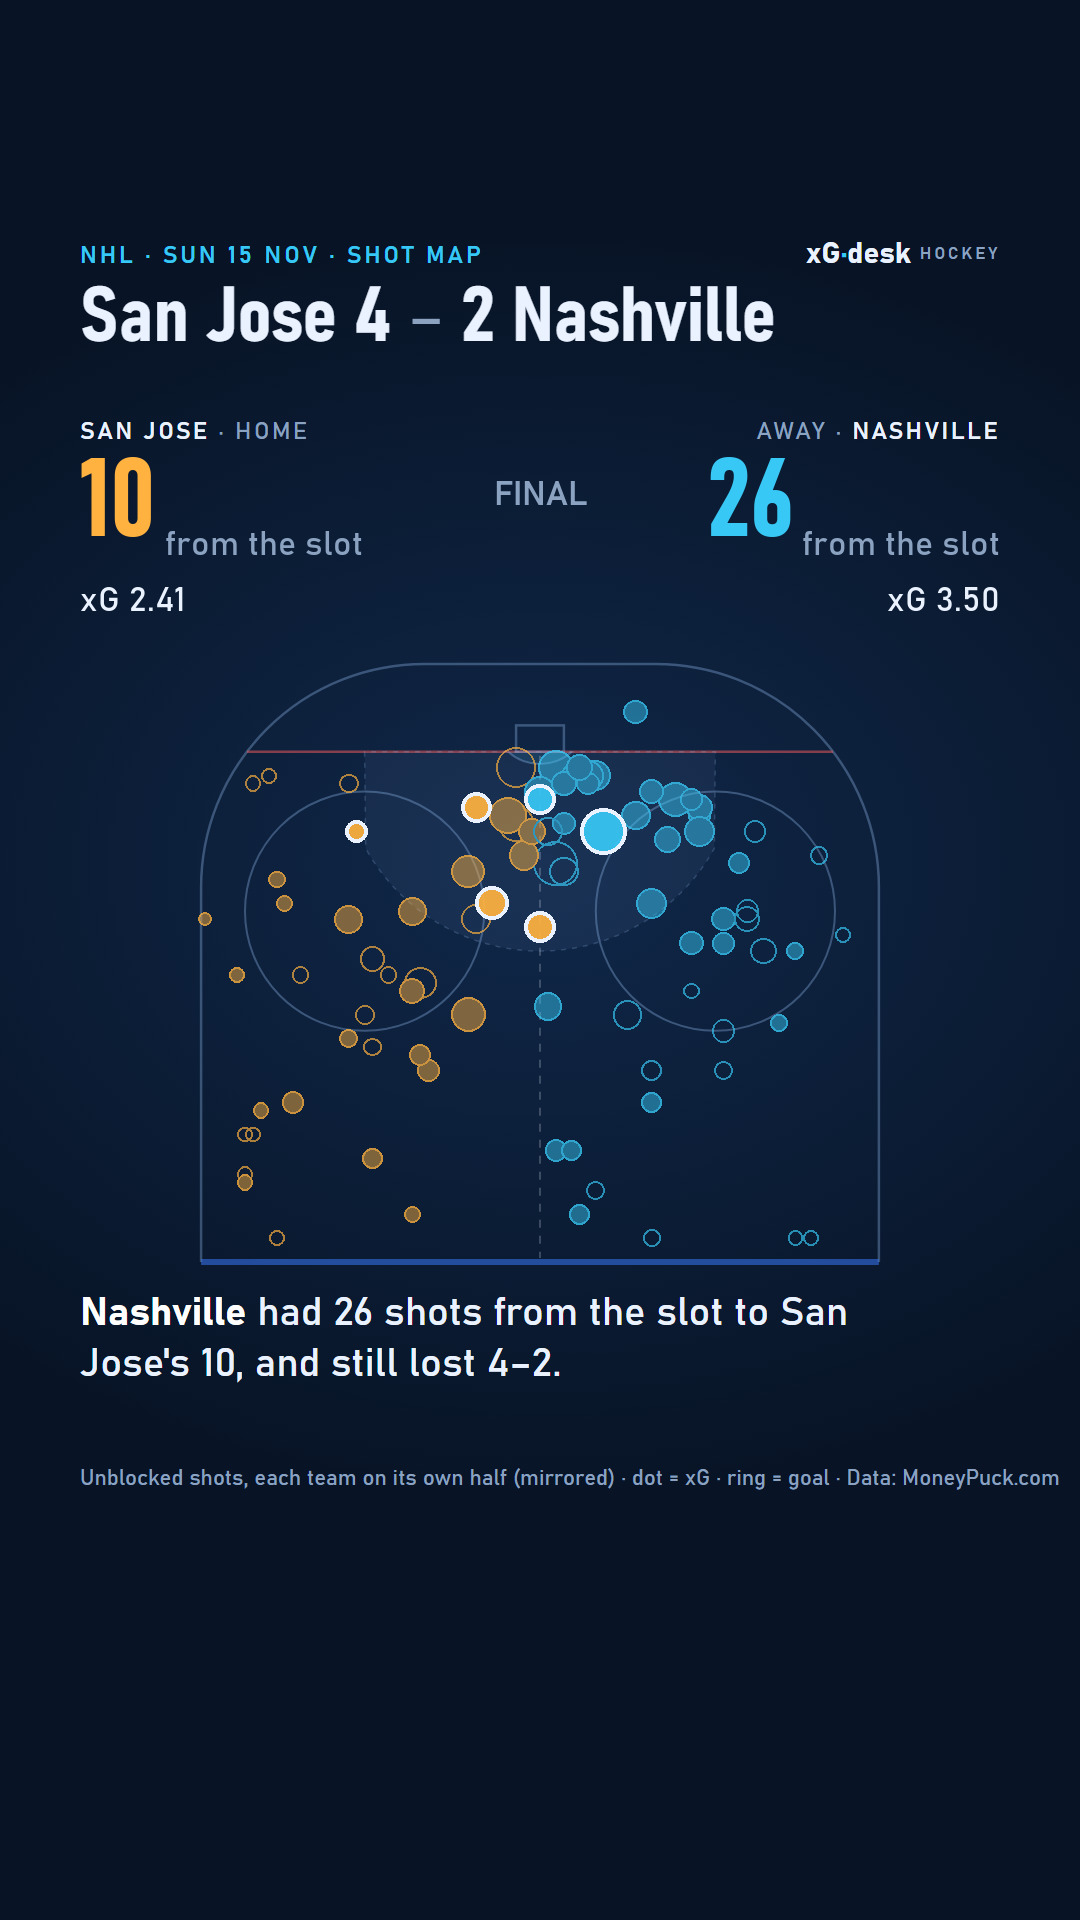 NHL · SUN 15 NOV · SHOT MAP
xG·desk HOCKEY
San Jose 4 – 2 Nashville
SAN JOSE · HOME
AWAY · NASHVILLE
10 from the slot
FINAL
26 from the slot
xG 2.41
xG 3.50
Nashville had 26 shots from the slot to San
Jose's 10, and still lost 4–2.
Unblocked shots, each team on its own half (mirrored) · dot = xG · ring = goal · Data: MoneyPuck.com